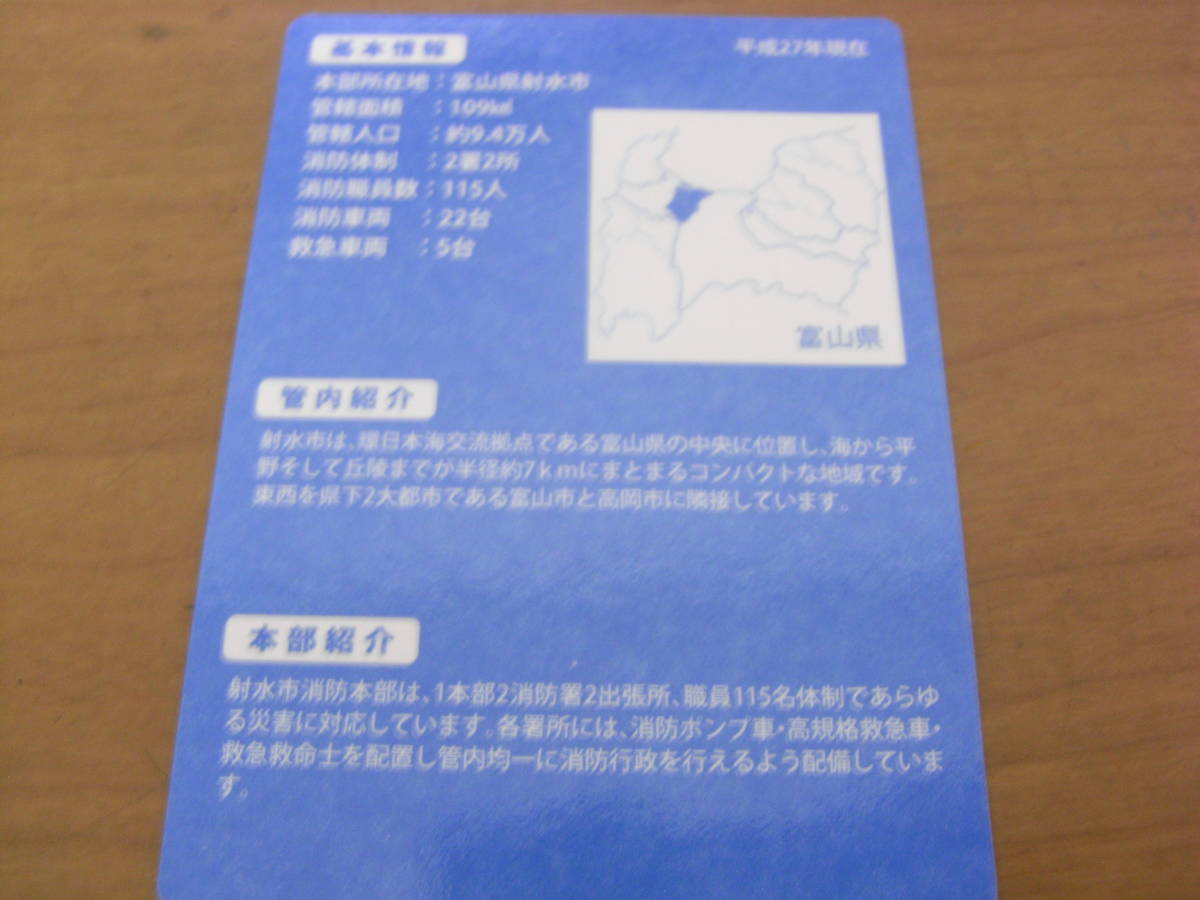 基本情報
平成27年現在
本部所在地：富山県射水市
管轄面積：109㎢
管轄人口：約9.4万人
消防体制：2署2所
消防職員数：115人
消防車両：22台
救急車両：5台
富山県
管内紹介
射水市は、環日本海交流拠点である富山県の中央に位置し、海から平
野そして丘陵までが半径約7kmにまとまるコンパクトな地域です。
東西を県下2大都市である富山市と高岡市に隣接しています。
本部紹介
射水市消防本部は、1本部2消防署2出張所、職員115名体制であらゆ
る災害に対応しています。各署所には、消防ポンプ車・高規格救急車・
救急救命士を配置し管内均一に消防行政を行えるよう配備していま
す。